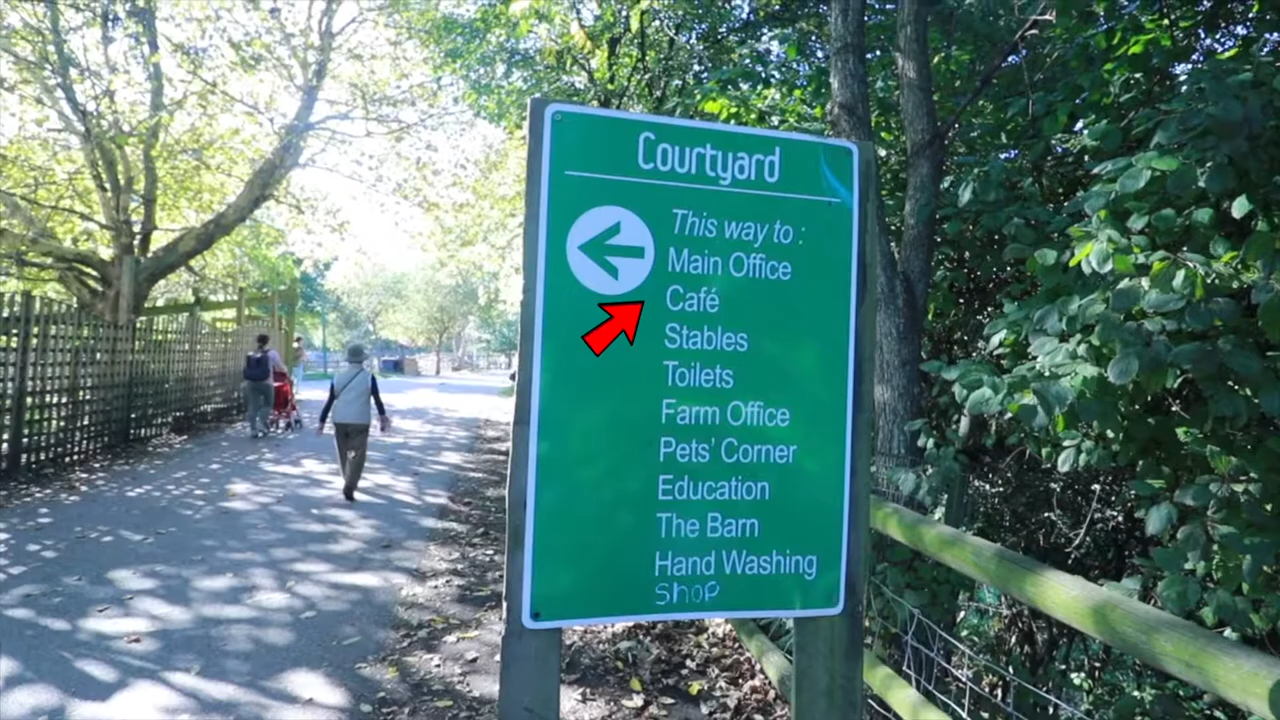 Courtyard
This way to :
Main Office
Café
Stables
Toilets
Farm Office
Pets' Corner
Education
The Barn
Hand Washing
SHOP